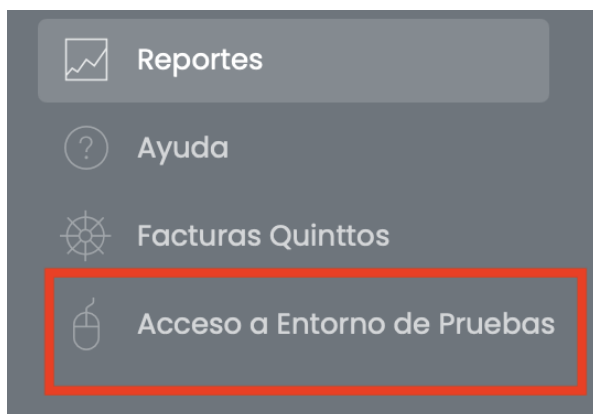 Reportes
Ayuda
Facturas Quinttos
Acceso a Entorno de Pruebas